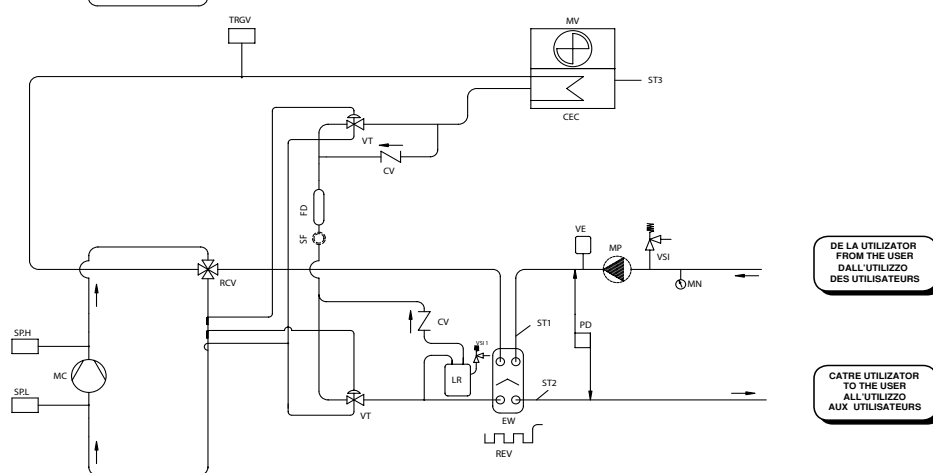 TRGV
MV
ST3
CEC
VT
CV
FD
SF
VE
MP
VSI
MN
DE LA UTILIZATOR
FROM THE USER
DALL'UTILIZZO
DES UTILISATEURS
RCV
SP.H
MC
SP.L
CV
VSI 1
LR
ST1
PD
ST2
VT
EW
REV
CATRE UTILIZATOR
TO THE USER
ALL'UTILIZZO
AUX UTILISATEURS